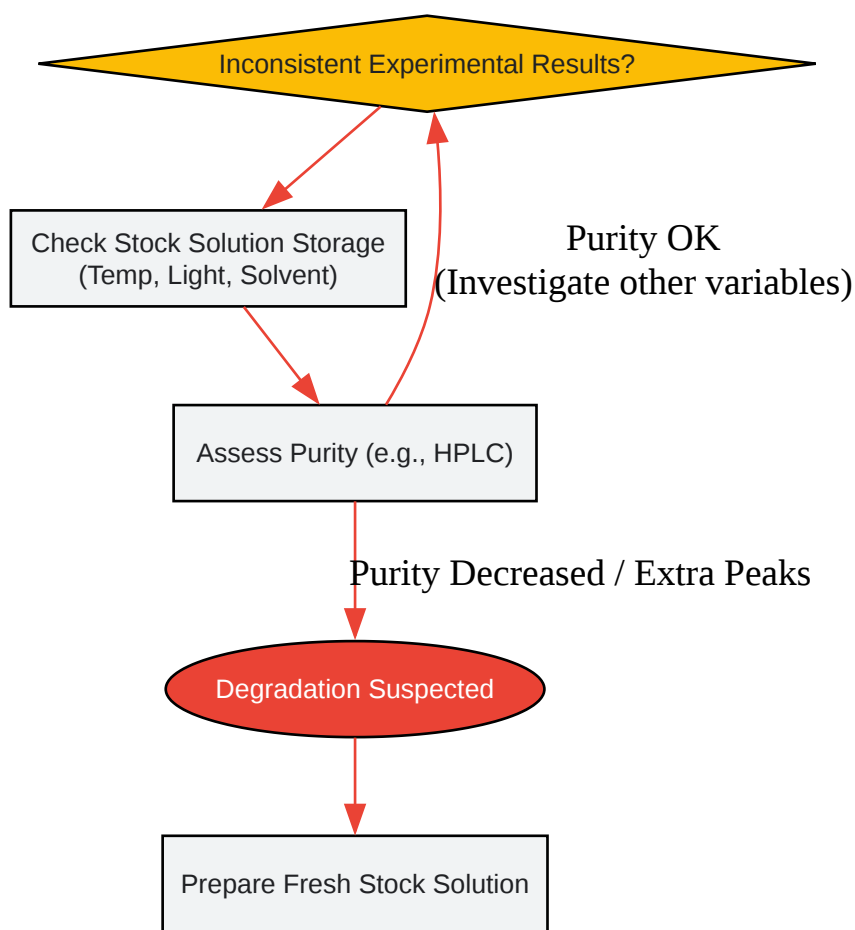 Inconsistent Experimental Results?
Check Stock Solution Storage
(Temp, Light, Solvent)
Purity OK
(Investigate other variables)
Assess Purity (e.g., HPLC)
Purity Decreased / Extra Peaks
Degradation Suspected
Prepare Fresh Stock Solution